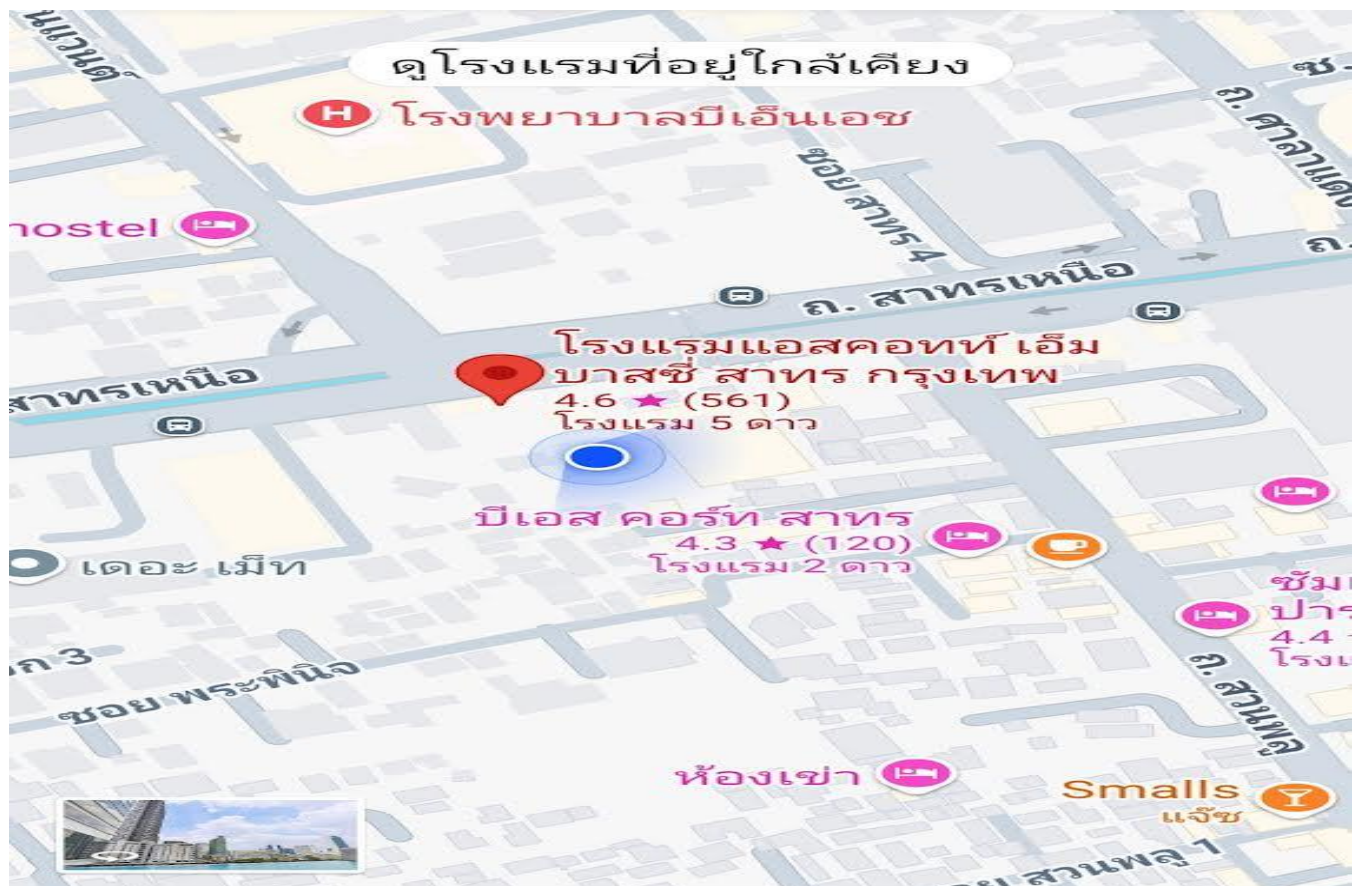 ดูโรงแรมที่อยู่ใกล้เคียง
โรงพยาบาลบีเอ็นเอช
ถ. ศาลาแดง
ซอย สาทร 4
hostel
ถ. สาทรเหนือ
โรงแรมแอสคอทท์ เอ็ม
บาสซี่ สาทร กรุงเทพ
4.6 ★ (561)
โรงแรม 5 ดาว
สาทรเหนือ
บีเอส คอร์ท สาทร
4.3 ★ (120)
โรงแรม 2 ดาว
เดอะ เม็ท
4.4
ซอย พระพินิจ
ถ. สวนพลู
ห้องเช่า
Smalls
แจ๊ซ
สวนพลู 1